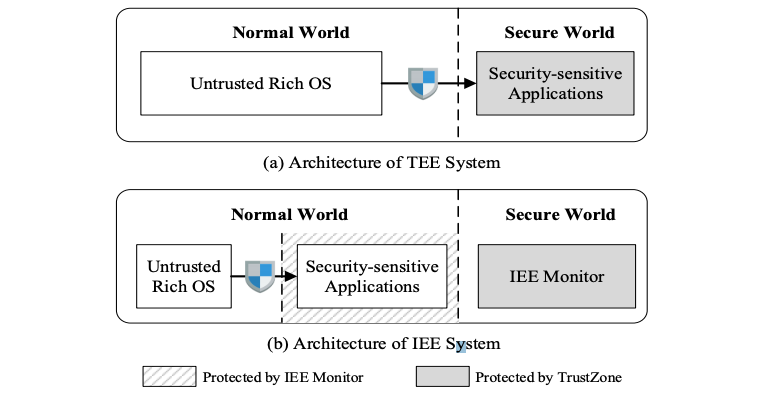 Normal World
Secure World
Untrusted Rich OS
Security-sensitive
Applications
(a) Architecture of TEE System
Normal World
Secure World
Untrusted
Rich OS
Security-sensitive
Applications
IEE Monitor
(b) Architecture of IEE System
Protected by IEE Monitor
Protected by TrustZone